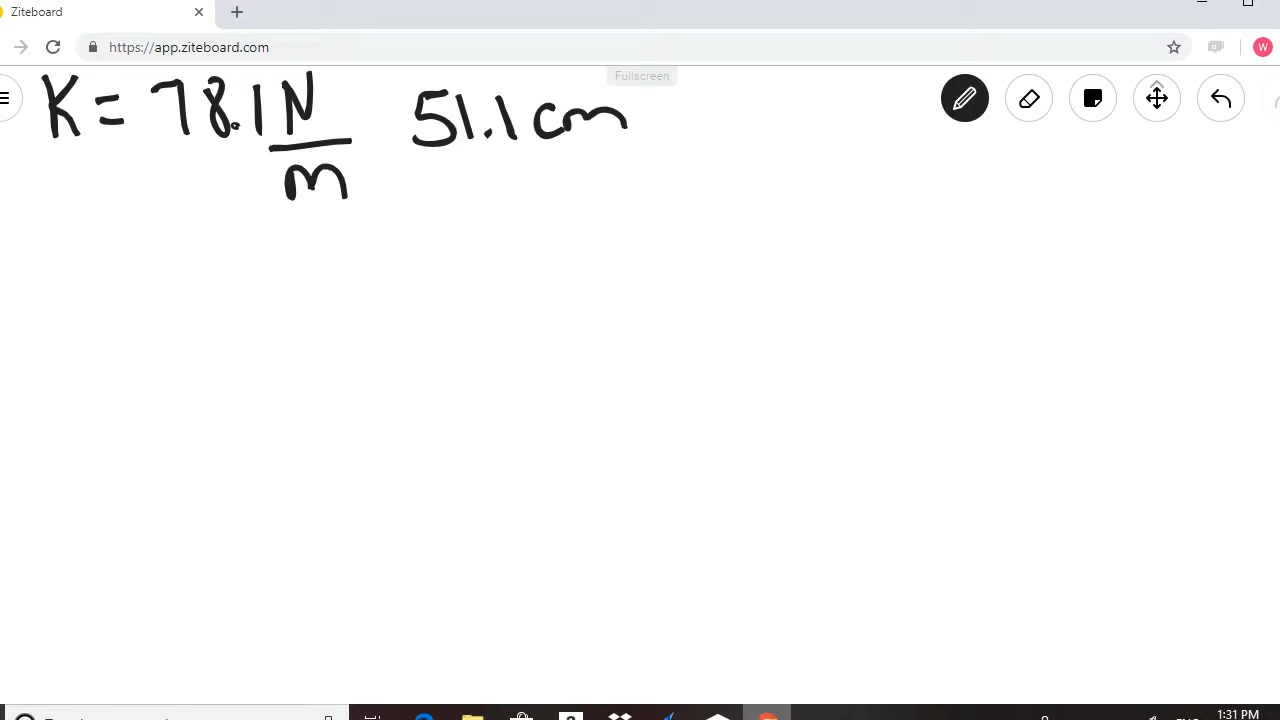 Ziteboard
https://app.ziteboard.com
W
Fullscreen
K = 78.1 N 51.1 cm
m
1:31 PM